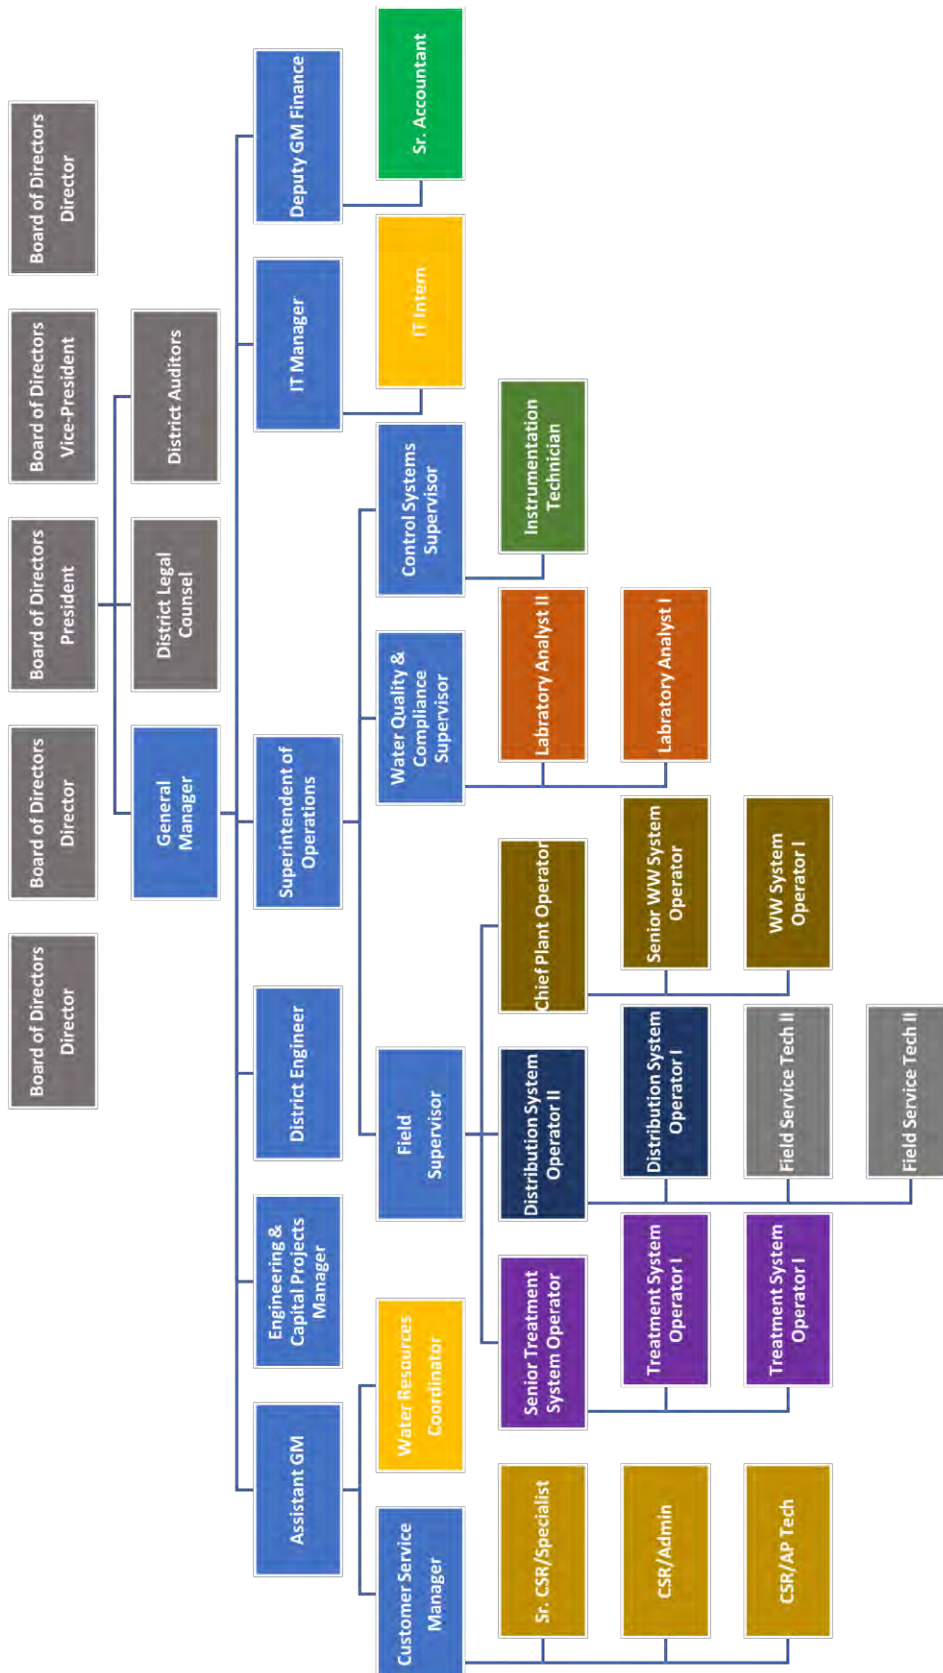 Board of Directors
Director
Board of Directors
Director
Board of Directors
President
Board of Directors
Vice-President
Board of Directors
Director
General
Manager
District Legal
Counsel
District Auditors
Assistant GM
Engineering &
Capital Projects
Manager
District Engineer
Superintendent of
Operations
IT Manager
Deputy GM Finance
Customer Service
Manager
Water Resources
Coordinator
Field
Supervisor
Water Quality &
Compliance
Supervisor
Control Systems
Supervisor
IT Intern
Sr. Accountant
Sr. CSR/Specialist
Senior Treatment
System Operator
Distribution System
Operator II
Chief Plant Operator
Labratory Analyst II
Instrumentation
Technician
CSR/Admin
Treatment System
Operator I
Distribution System
Operator I
Senior WW System
Operator
Labratory Analyst I
CSR/AP Tech
Treatment System
Operator I
Field Service Tech II
WW System
Operator I
Field Service Tech II